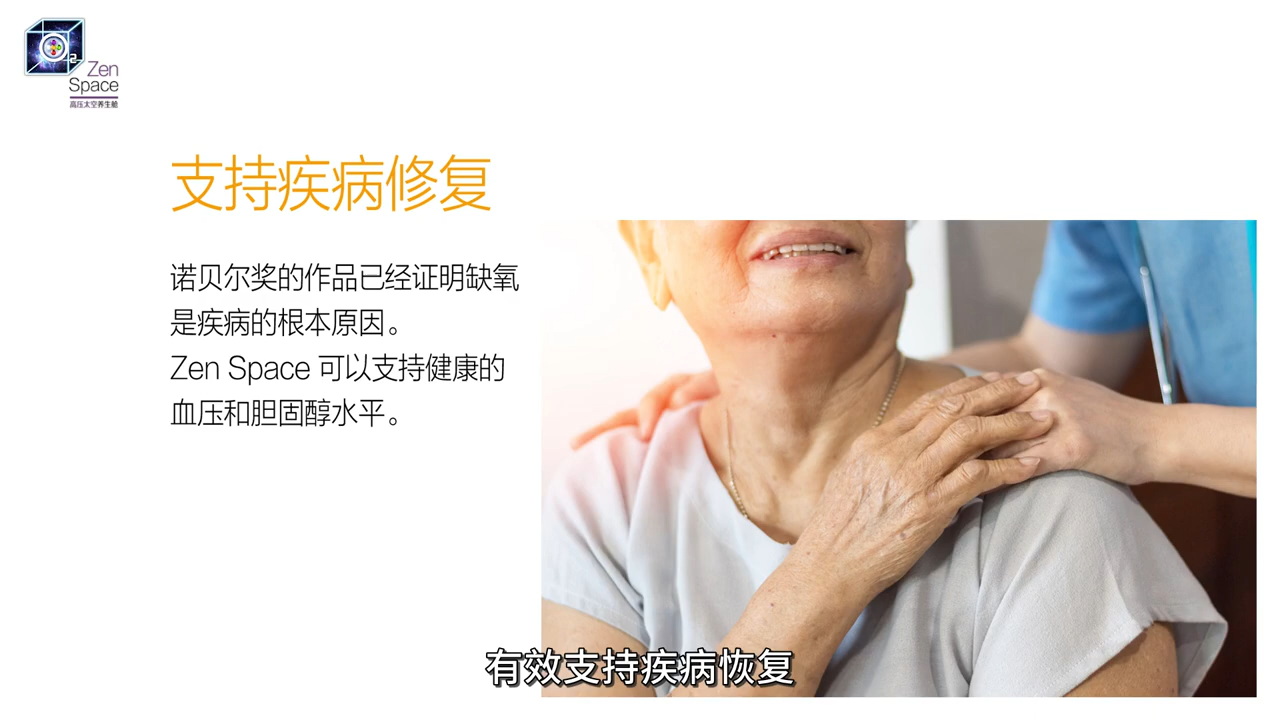 Zen
Space
高压太空养生舱
支持疾病修复
诺贝尔奖的作品已经证明缺氧
是疾病的根本原因。
Zen Space 可以支持健康的
血压和胆固醇水平。
有效支持疾病恢复